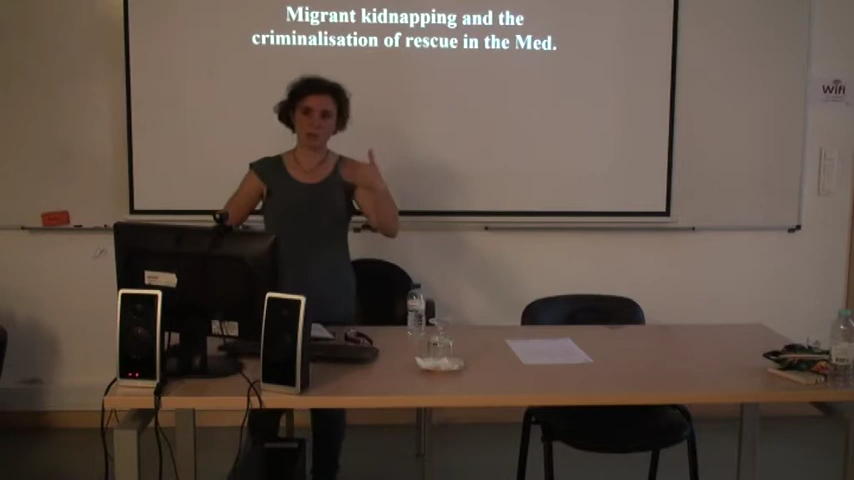 Migrant kidnapping and the
criminalisation of rescue in the Med.
Wifi